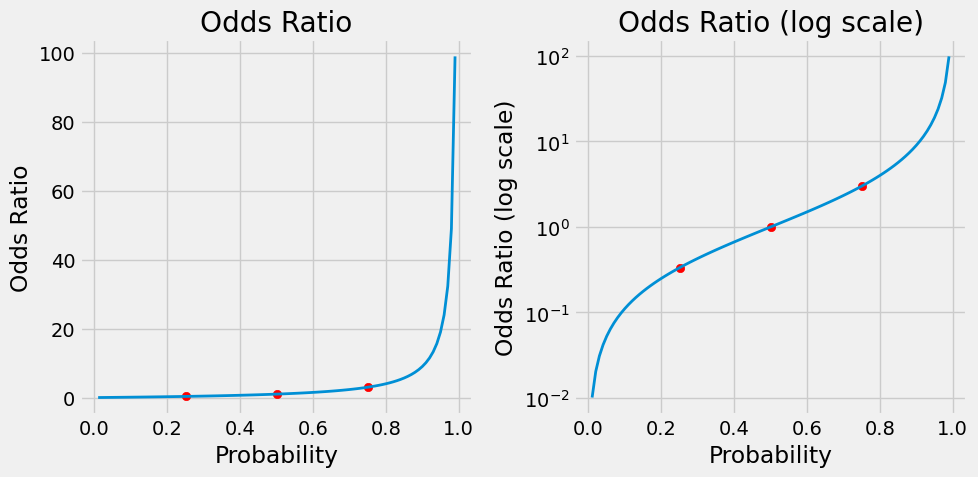 Odds Ratio
Odds Ratio
100
80
60
40
20
0
0.0 0.2 0.4 0.6 0.8 1.0
Probability
Odds Ratio (log scale)
Odds Ratio (log scale)
10²
10¹
10⁰
10⁻¹
10⁻²
0.0 0.2 0.4 0.6 0.8 1.0
Probability